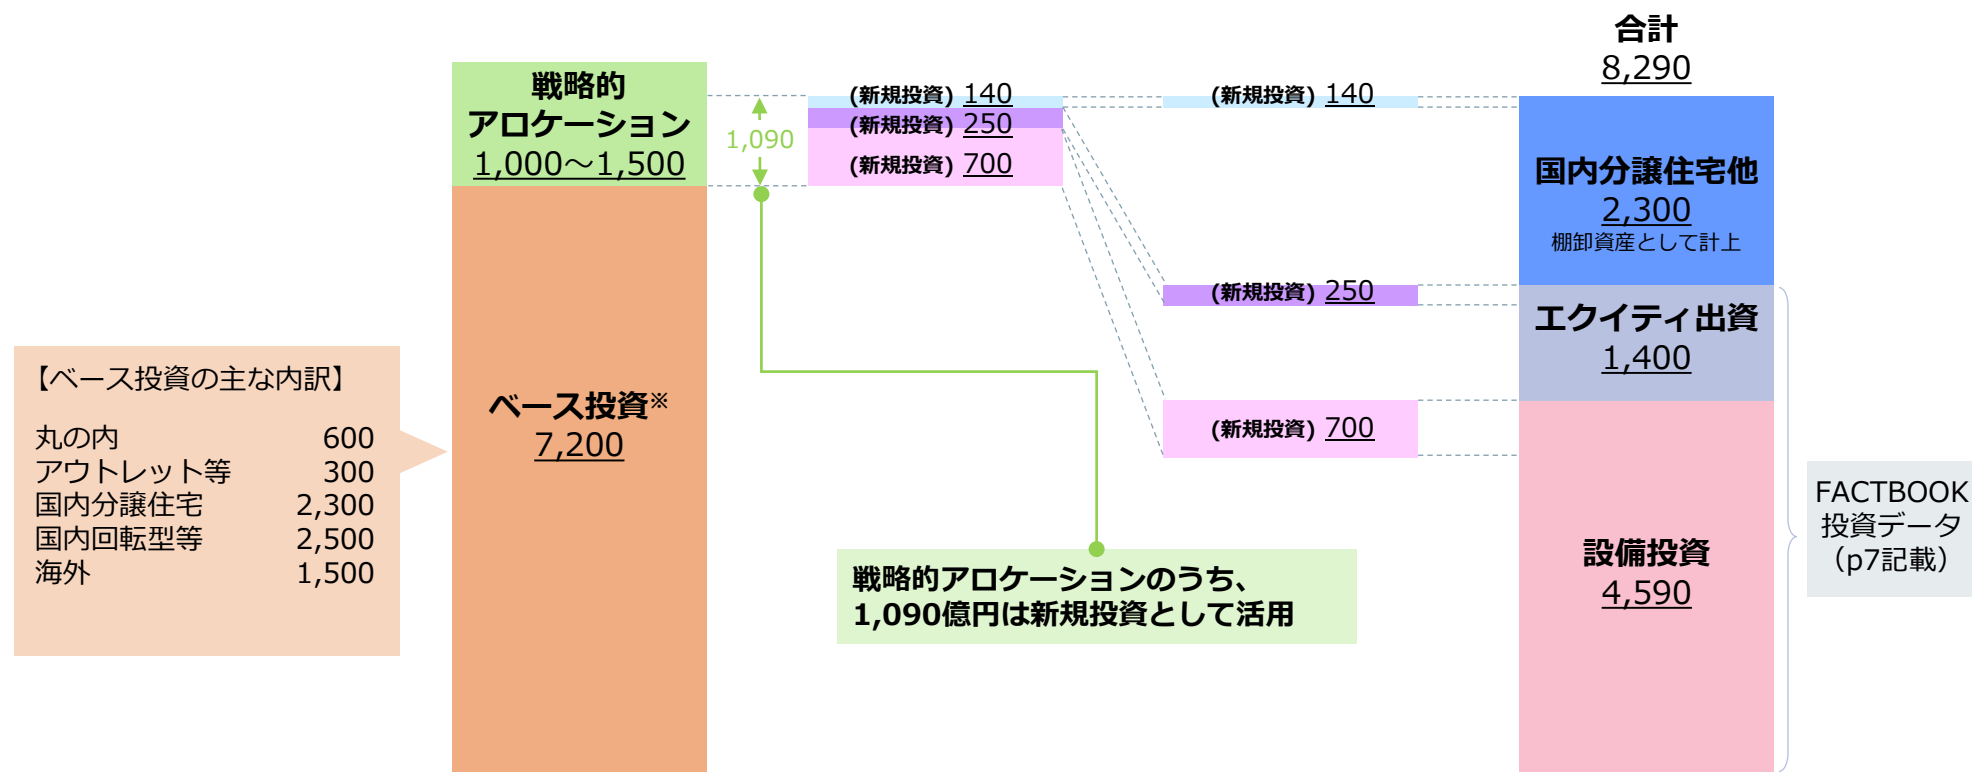 【ベース投資の主な内訳】
丸の内 600
アウトレット等 300
国内分譲住宅 2,300
国内回転型等 2,500
海外 1,500
戦略的
アロケーション
1,000～1,500
ベース投資※
7,200
1,090
(新規投資) 140
(新規投資) 250
(新規投資) 700
戦略的アロケーションのうち、
1,090億円は新規投資として活用
(新規投資) 140
(新規投資) 250
(新規投資) 700
合計
8,290
国内分譲住宅他
2,300
棚卸資産として計上
エクイティ出資
1,400
設備投資
4,590
FACTBOOK
投資データ
（p7記載）